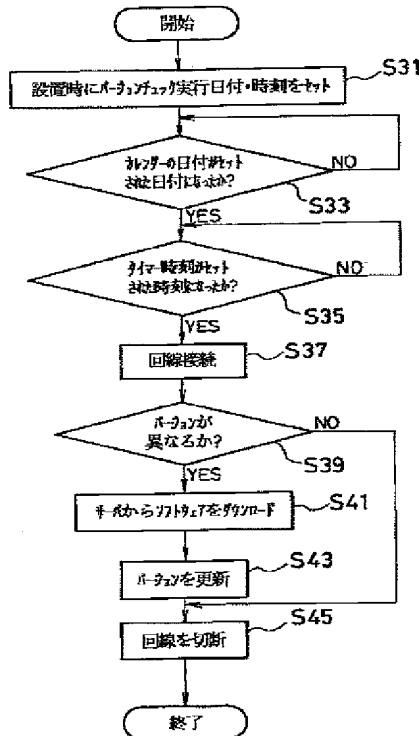 開始
設置時にバージョンチェック実行日付・時刻をセット
S31
カレンダーの日付がセット
された日付になったか?
NO
S33
YES
タイマー時刻がセット
された時刻になったか?
NO
S35
YES
回線接続
S37
バージョンが
異なるか?
NO
S39
YES
サーバからソフトウェアをダウンロード
S41
バージョンを更新
S43
回線を切断
S45
終了